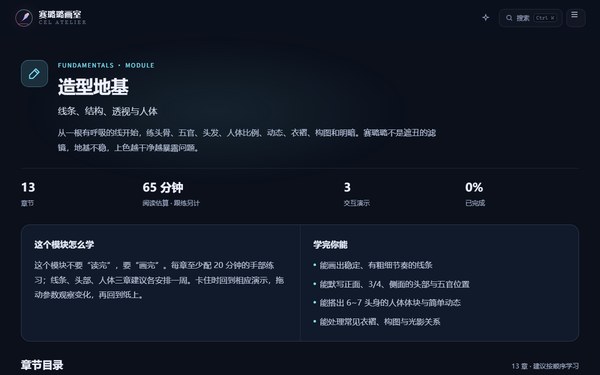 赛璐璐画室
CEL ATELIER
搜索
Ctrl K
FUNDAMENTALS • MODULE
造型地基
线条、结构、透视与人体
从一根有呼吸的线开始，练头骨、五官、头发、人体比例、动态、衣褶、构图和明暗。赛璐璐不是遮丑的滤
镜，地基不稳，上色越干净越暴露问题。
13
章节
65 分钟
阅读估算 · 跟练另计
3
交互演示
0%
已完成
这个模块怎么学
这个模块不要“读完”，要“画完”。每章至少配 20 分钟的手部练
习；线条、头部、人体三章建议各安排一周。卡住时回到相应演示，拖
动参数观察变化，再回到纸上。
学完你能
能画出稳定、有粗细节奏的线条
能默写正面、3/4、侧面的头部与五官位置
能搭出 6–7 头身的人体体块与简单动态
能处理常见衣褶、构图与光影关系
章节目录
13 章 · 建议按顺序学习